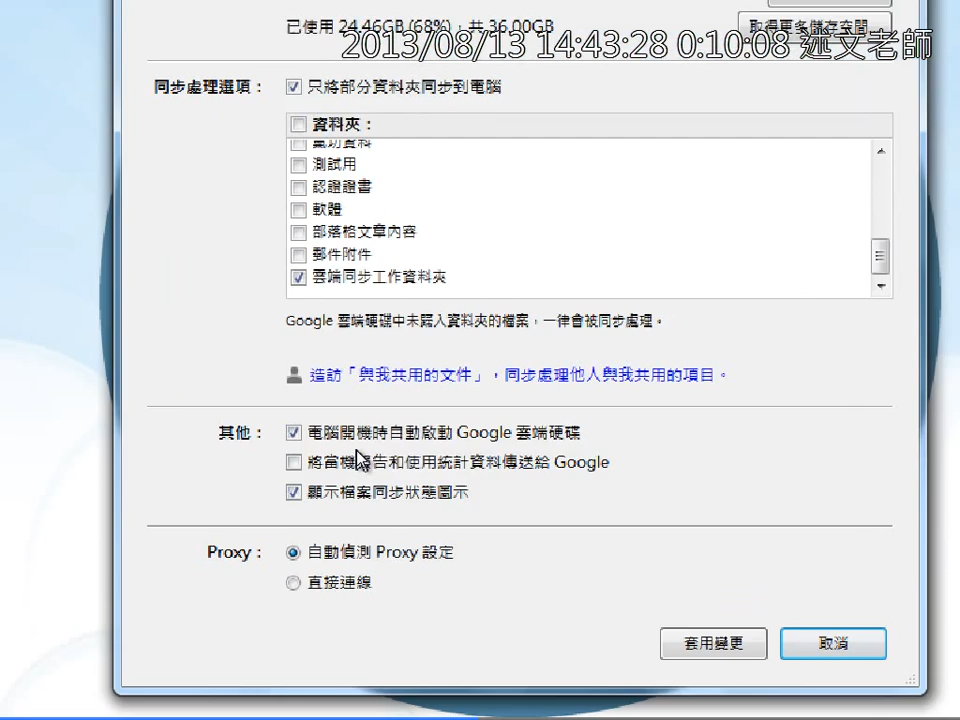 已使用 24.46GB (68%)，共 36.00GB
取得更多儲存空間
2013/08/13 14:43:28 0:10:08 述文老師
同步處理選項：
只將部分資料夾同步到電腦
資料夾：
測試用
認證證書
軟體
部落格文章內容
郵件附件
雲端同步工作資料夾
Google 雲端硬碟中未歸入資料夾的檔案，一律會被同步處理。
造訪「與我共用的文件」，同步處理他人與我共用的項目。
其他：
電腦開機時自動啟動 Google 雲端硬碟
將當機報告和使用統計資料傳送給 Google
顯示檔案同步狀態圖示
Proxy：
自動偵測 Proxy 設定
直接連線
套用變更
取消